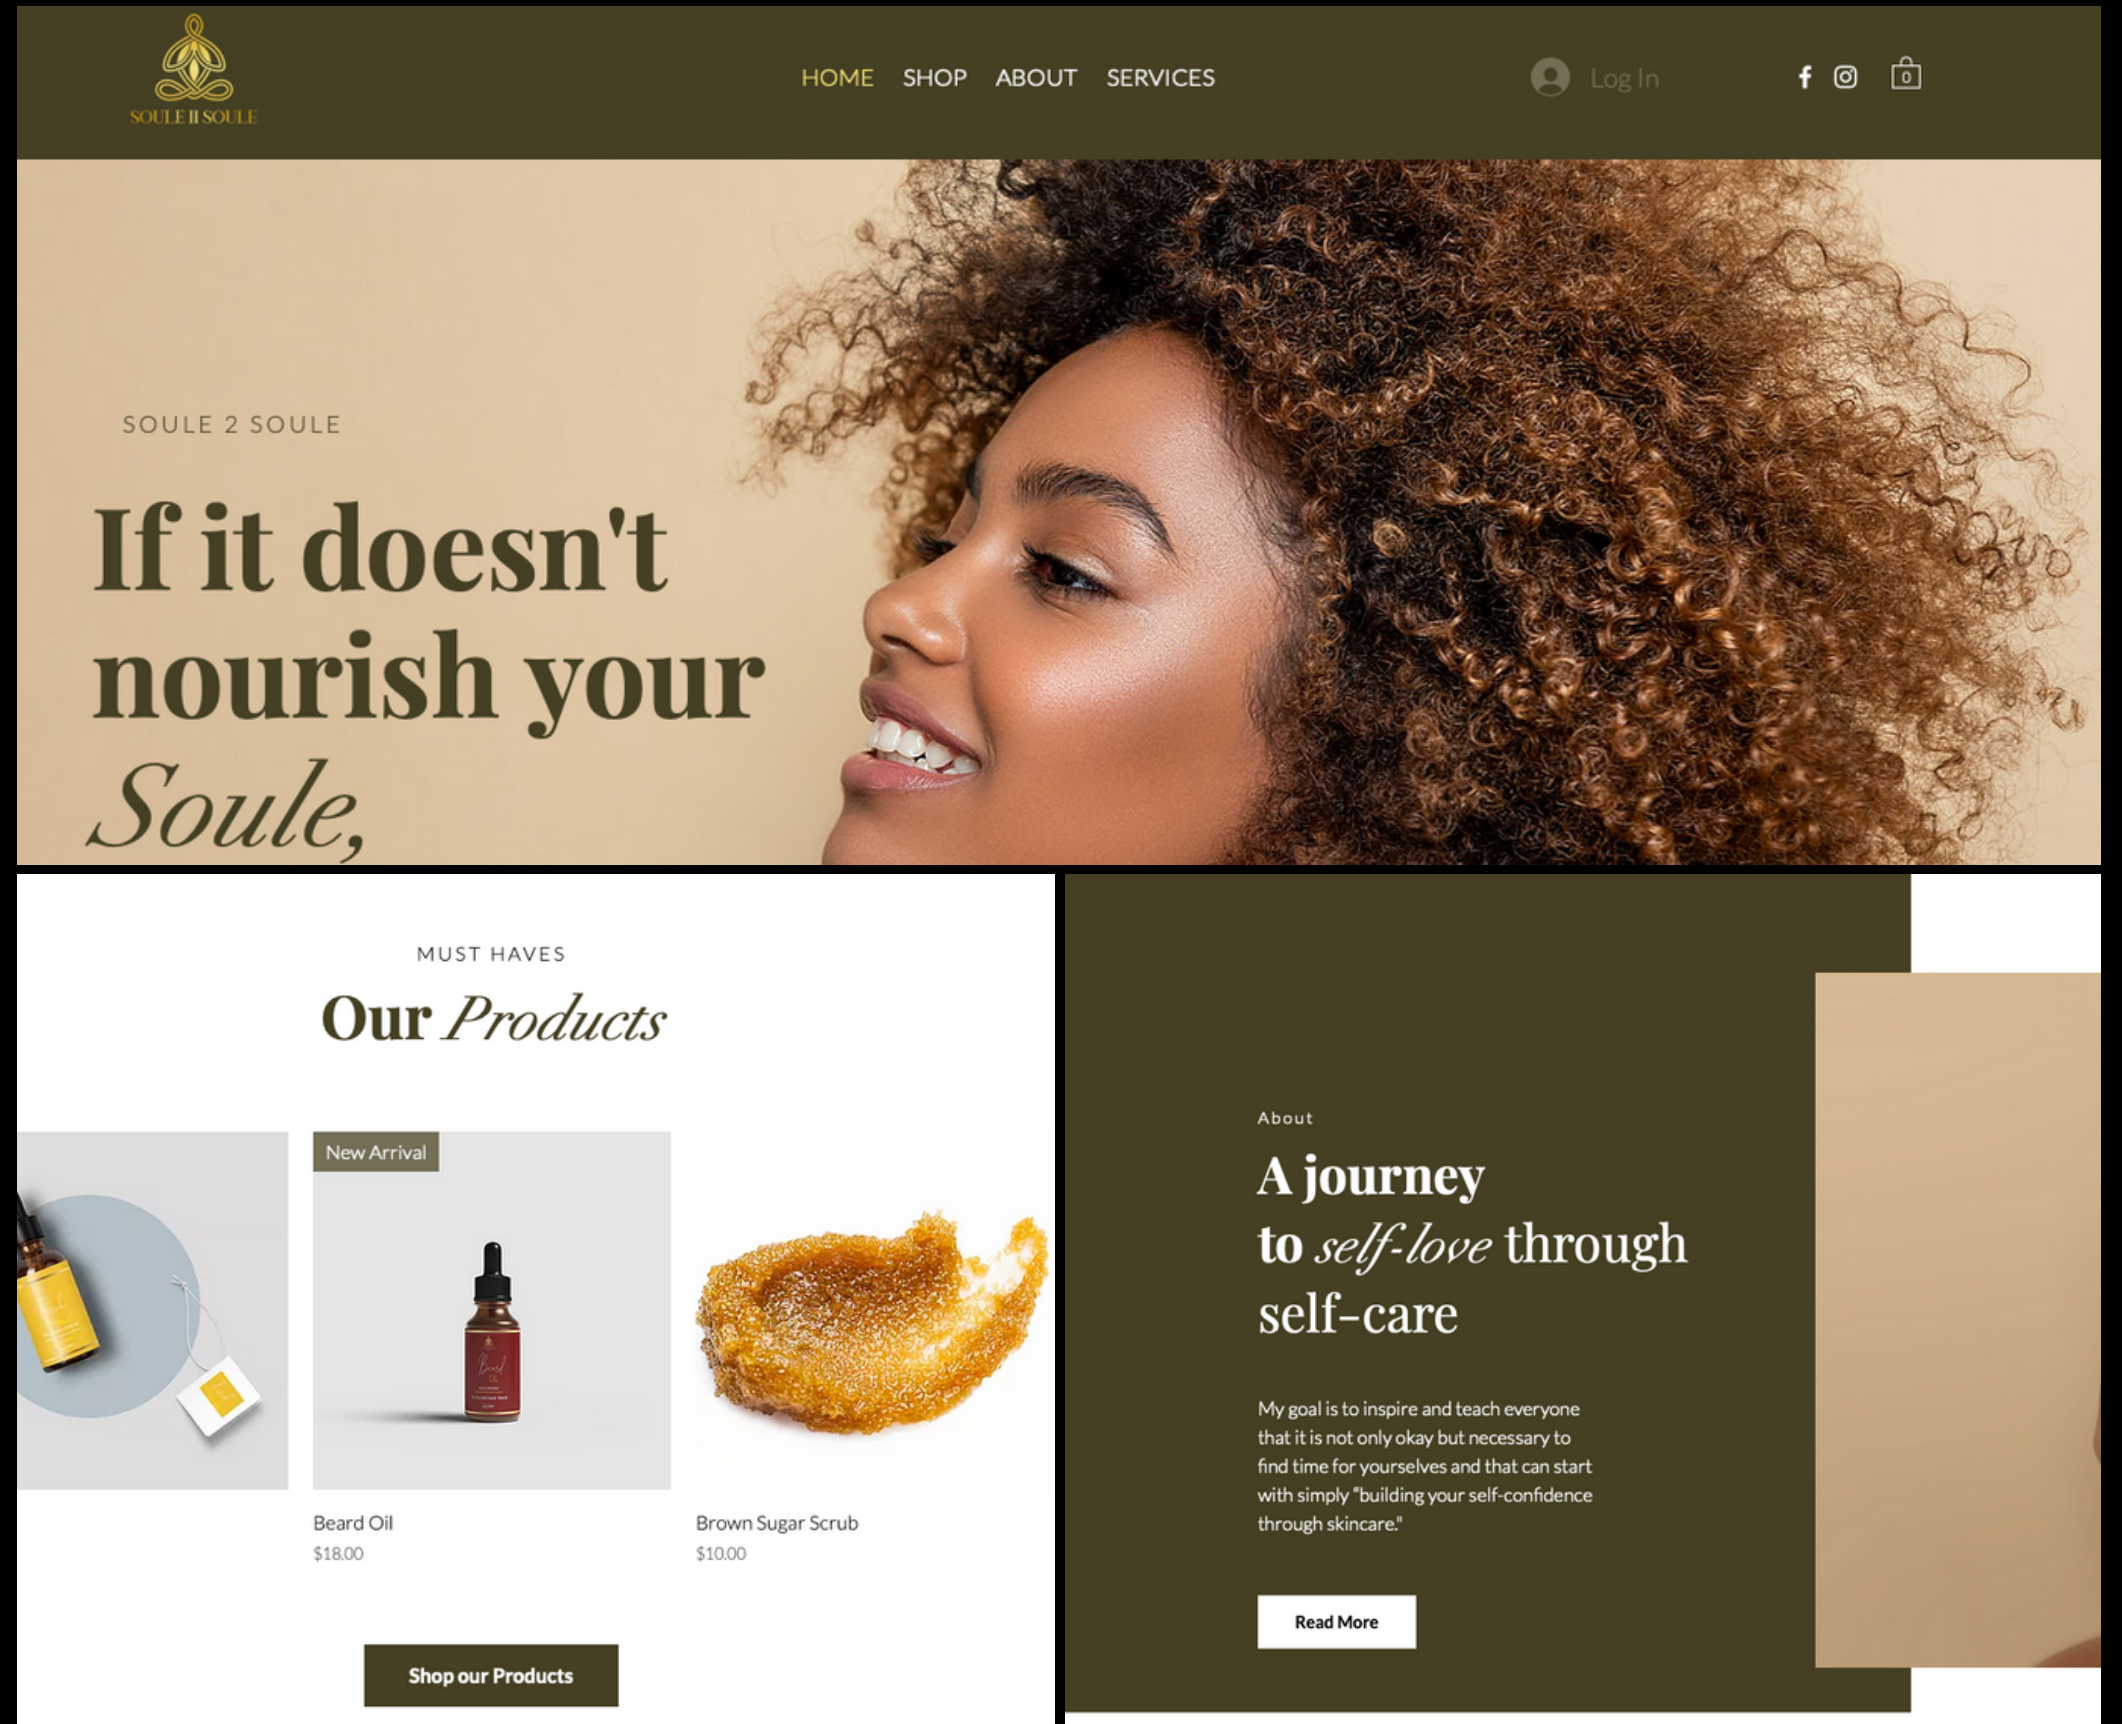 SOULE II SOULE
HOME SHOP ABOUT SERVICES
Log In
0
SOULE 2 SOULE
If it doesn't
nourish your
Soule,
MUST HAVES
Our Products
New Arrival
Beard
OIL
Beard Oil
$18.00
Brown Sugar Scrub
$10.00
Shop our Products
About
A journey
to self-love through
self-care
My goal is to inspire and teach everyone
that it is not only okay but necessary to
find time for yourselves and that can start
with simply "building your self-confidence
through skincare."
Read More